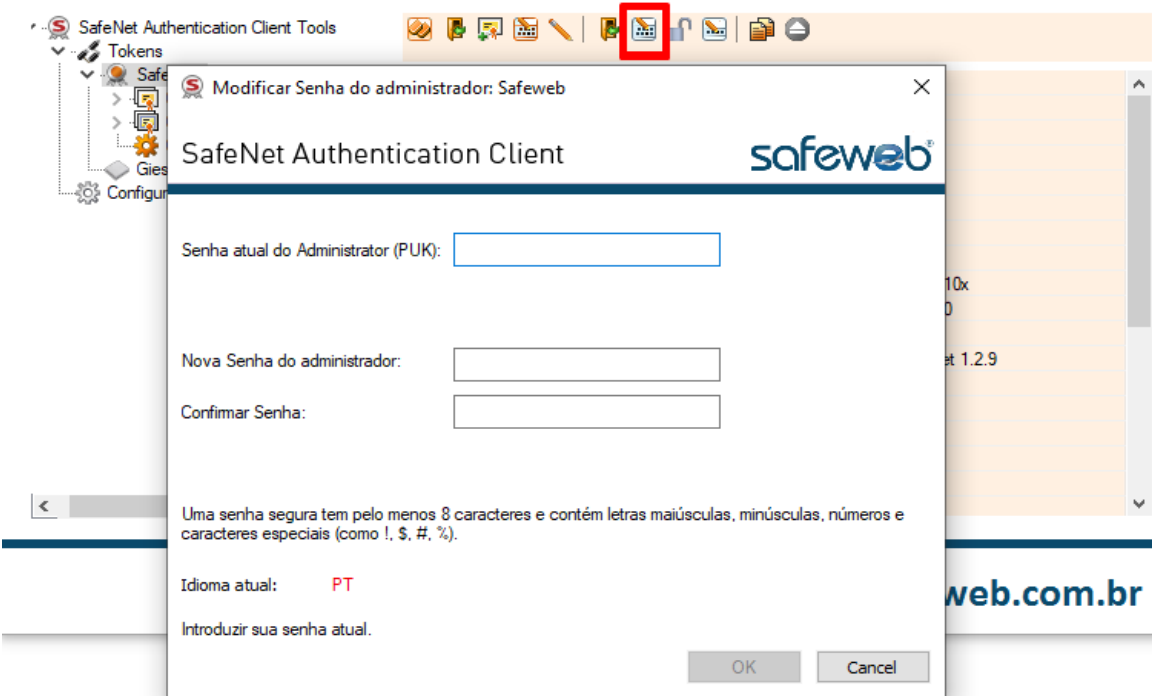 SafeNet Authentication Client Tools
Tokens
Safe
Gies
Configur
Modificar Senha do administrador: Safeweb
SafeNet Authentication Client
safeweb®
Senha atual do Administrator (PUK):
10x
0
et 1.2.9
Nova Senha do administrador:
Confirmar Senha:
Uma senha segura tem pelo menos 8 caracteres e contém letras maiúsculas, minúsculas, números e
caracteres especiais (como !, $, #, %).
Idioma atual: PT
web.com.br
Introduzir sua senha atual.
OK Cancel